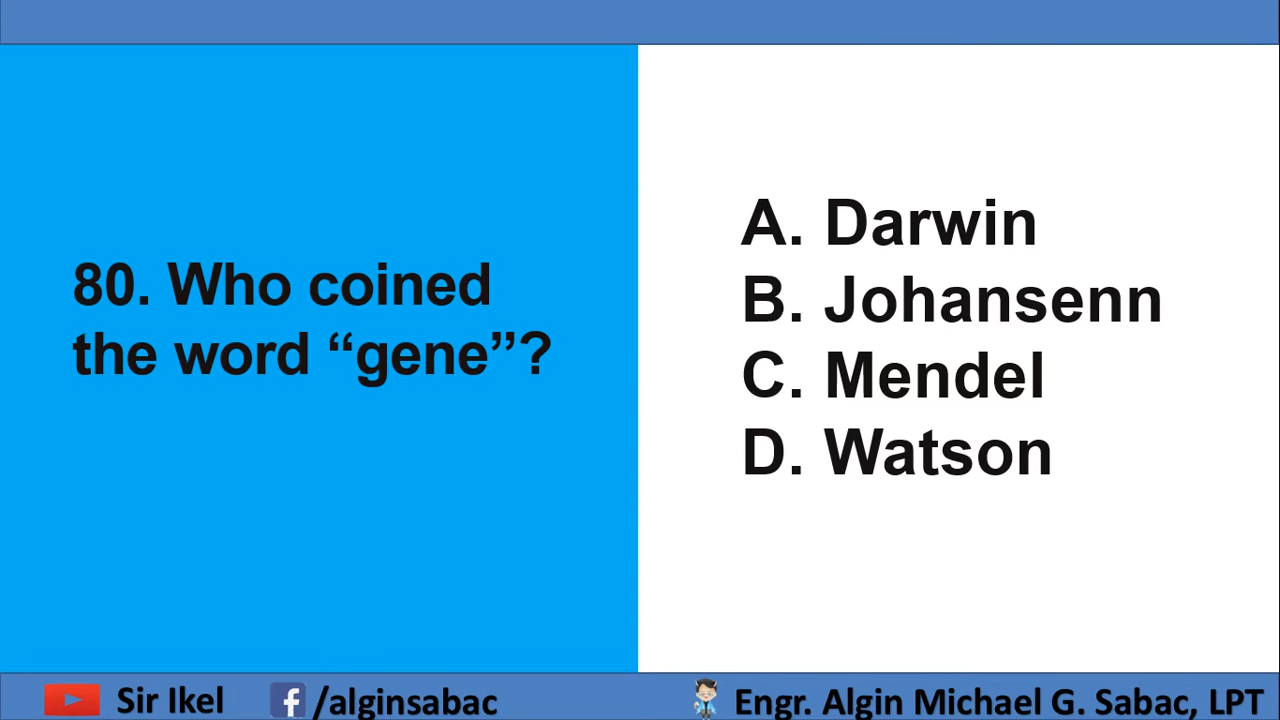 80. Who coined
the word “gene”?
A. Darwin
B. Johansenn
C. Mendel
D. Watson
Sir Ikel
/alginsabac
Engr. Algin Michael G. Sabac, LPT